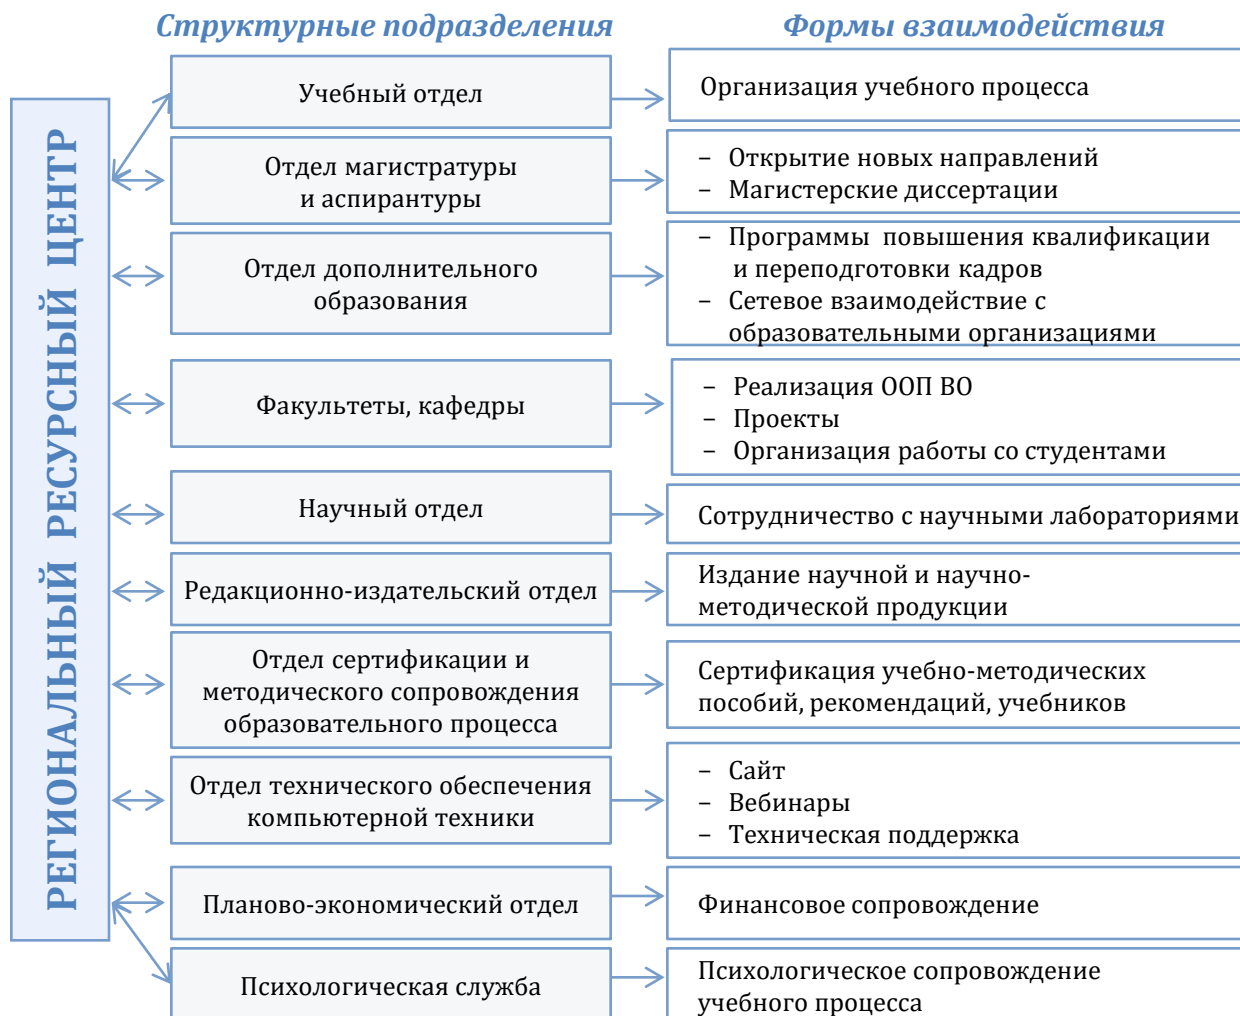 Структурные подразделения
Формы взаимодействия
РЕГИОНАЛЬНЫЙ РЕСУРСНЫЙ ЦЕНТР
Учебный отдел
Организация учебного процесса
Отдел магистратуры
и аспирантуры
– Открытие новых направлений
– Магистерские диссертации
Отдел дополнительного
образования
– Программы повышения квалификации
и переподготовки кадров
– Сетевое взаимодействие с
образовательными организациями
Факультеты, кафедры
– Реализация ООП ВО
– Проекты
– Организация работы со студентами
Научный отдел
Сотрудничество с научными лабораториями
Редакционно-издательский отдел
Издание научной и научно-
методической продукции
Отдел сертификации и
методического сопровождения
образовательного процесса
Сертификация учебно-методических
пособий, рекомендаций, учебников
Отдел технического обеспечения
компьютерной техники
– Сайт
– Вебинары
– Техническая поддержка
Планово-экономический отдел
Финансовое сопровождение
Психологическая служба
Психологическое сопровождение
учебного процесса